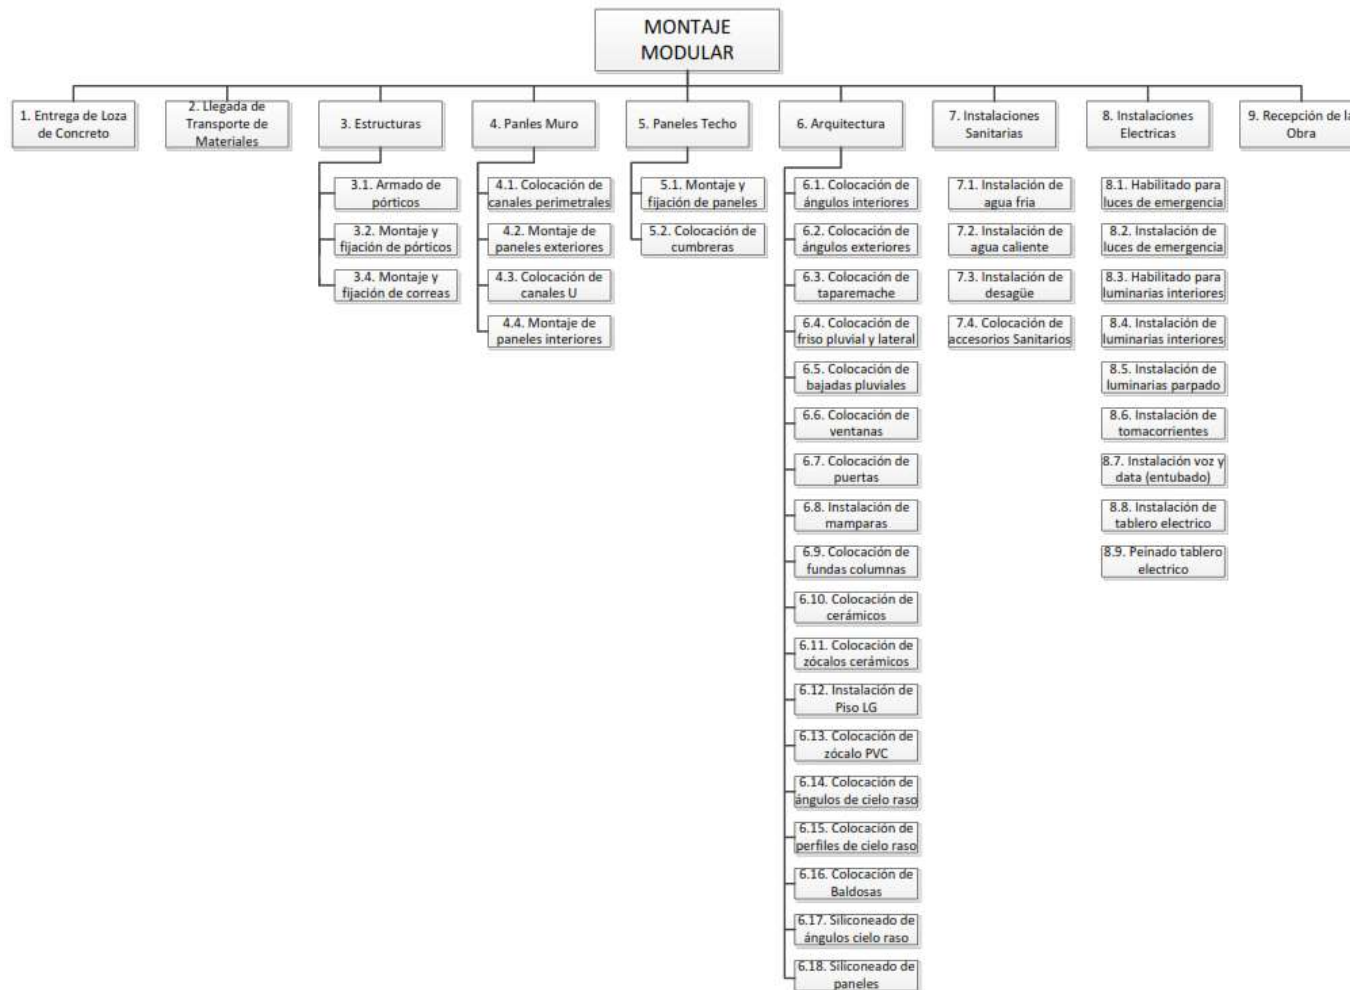 MONTAJE
MODULAR
1. Entrega de Loza
de Concreto
2. Llegada de
Transporte de
Materiales
3. Estructuras
4. Panles Muro
5. Paneles Techo
6. Arquitectura
7. Instalaciones
Sanitarias
8. Instalaciones
Electricas
9. Recepción de la
Obra
3.1. Armado de
pórticos
3.2. Montaje y
fijación de pórticos
3.4. Montaje y
fijación de correas
4.1. Colocación de
canales perimetrales
4.2. Montaje de
paneles exteriores
4.3. Colocación de
canales U
4.4. Montaje de
paneles interiores
5.1. Montaje y
fijación de paneles
5.2. Colocación de
cumbreras
6.1. Colocación de
ángulos interiores
6.2. Colocación de
ángulos exteriores
6.3. Colocación de
taparemache
6.4. Colocación de
friso pluvial y lateral
6.5. Colocación de
bajadas pluviales
6.6. Colocación de
ventanas
6.7. Colocación de
puertas
6.8. Instalación de
mamparas
6.9. Colocación de
fundas columnas
6.10. Colocación de
cerámicos
6.11. Colocación de
zócalos cerámicos
6.12. Instalación de
Piso LG
6.13. Colocación de
zócalo PVC
6.14. Colocación de
ángulos de cielo raso
6.15. Colocación de
perfiles de cielo raso
6.16. Colocación de
Baldosas
6.17. Siliconeado de
ángulos cielo raso
6.18. Siliconeado de
paneles
7.1. Instalación de
agua fria
7.2. Instalación de
agua caliente
7.3. Instalación de
desagüe
7.4. Colocación de
accesorios Sanitarios
8.1. Habilitado para
luces de emergencia
8.2. Instalación de
luces de emergencia
8.3. Habilitado para
luminarias interiores
8.4. Instalación de
luminarias interiores
8.5. Instalación de
luminarias parpado
8.6. Instalación de
tomacorrientes
8.7. Instalación voz y
data (entubado)
8.8. Instalación de
tablero electrico
8.9. Peinado tablero
electrico